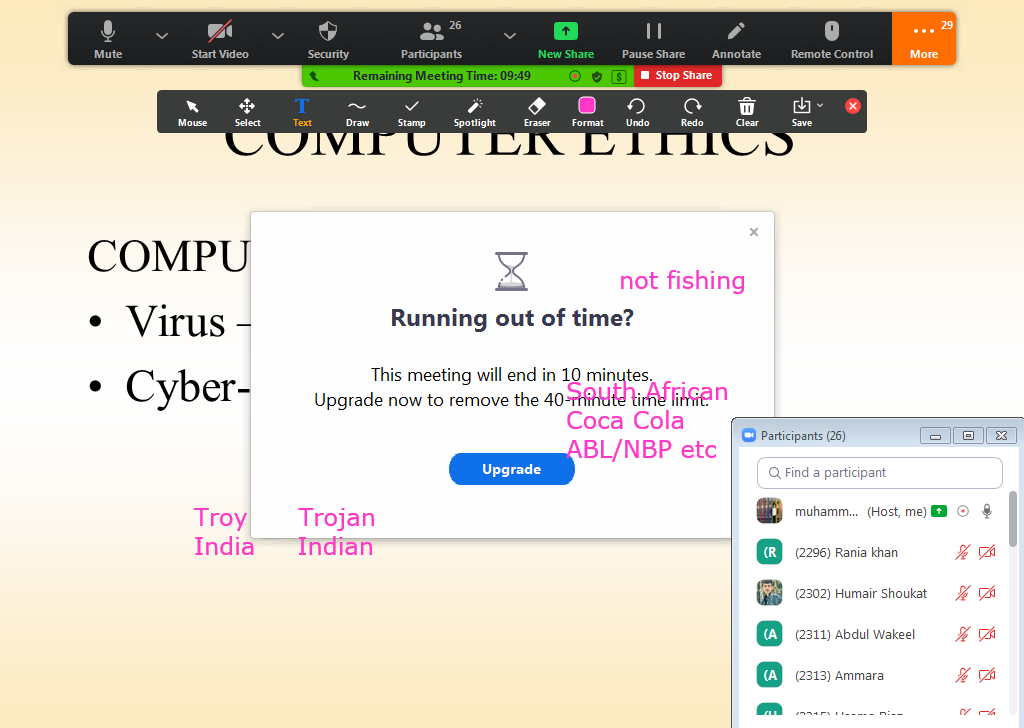 26
29
Mute
Start Video
Security
Participants
New Share
Pause Share
Annotate
Remote Control
More
Remaining Meeting Time: 09:49
$
Stop Share
T
Mouse
Select
Text
Draw
Stamp
Spotlight
Eraser
Format
Undo
Redo
Clear
Save
COMPUTER ETHICS
COMPU
• Virus –
• Cyber-
not fishing
Running out of time?
This meeting will end in 10 minutes.
Upgrade now to remove the 40-minute time limit.
South African
Coca Cola
ABL/NBP etc
Upgrade
Troy Trojan
India Indian
Participants (26)
Find a participant
muhamm... (Host, me)
(R (2296) Rania khan
(2302) Humair Shoukat
(A (2311) Abdul Wakeel
(A (2313) Ammara